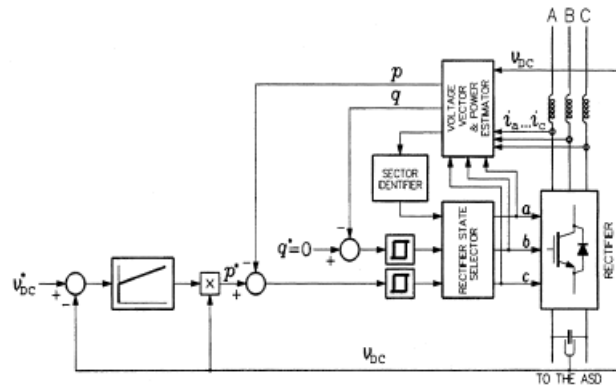 A B C
p
v_DC
q
VOLTAGE
VECTOR
& POWER
ESTIMATOR
i_a...i_c
SECTOR
IDENTIFIER
-
a
q*=0
+
RECTIFIER STATE
SELECTOR
b
RECTIFIER
v*_DC
+
-
×
p*
-
+
c
v_DC
TO THE ASD